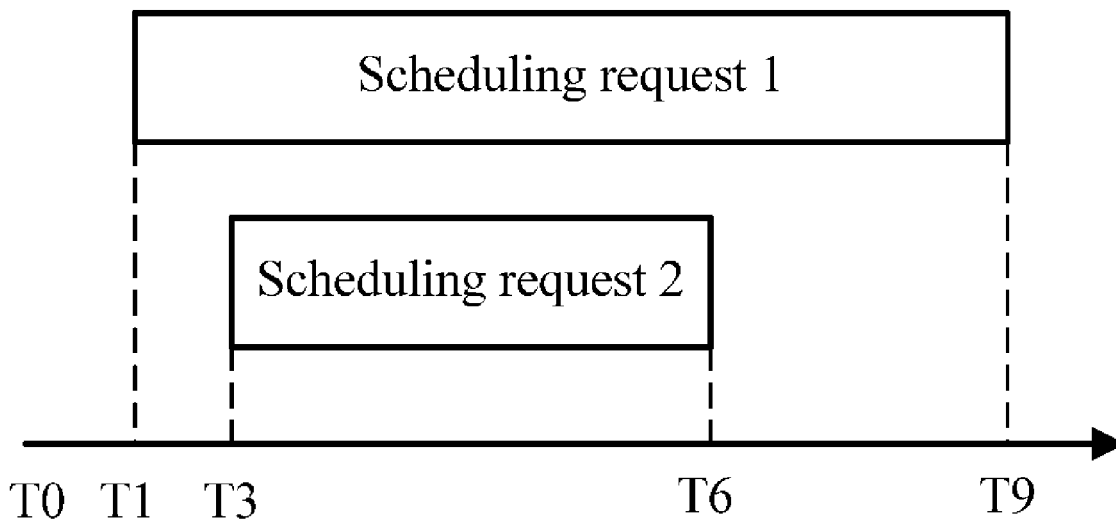 Scheduling request 1
Scheduling request 2
T0 T1 T3 T6 T9